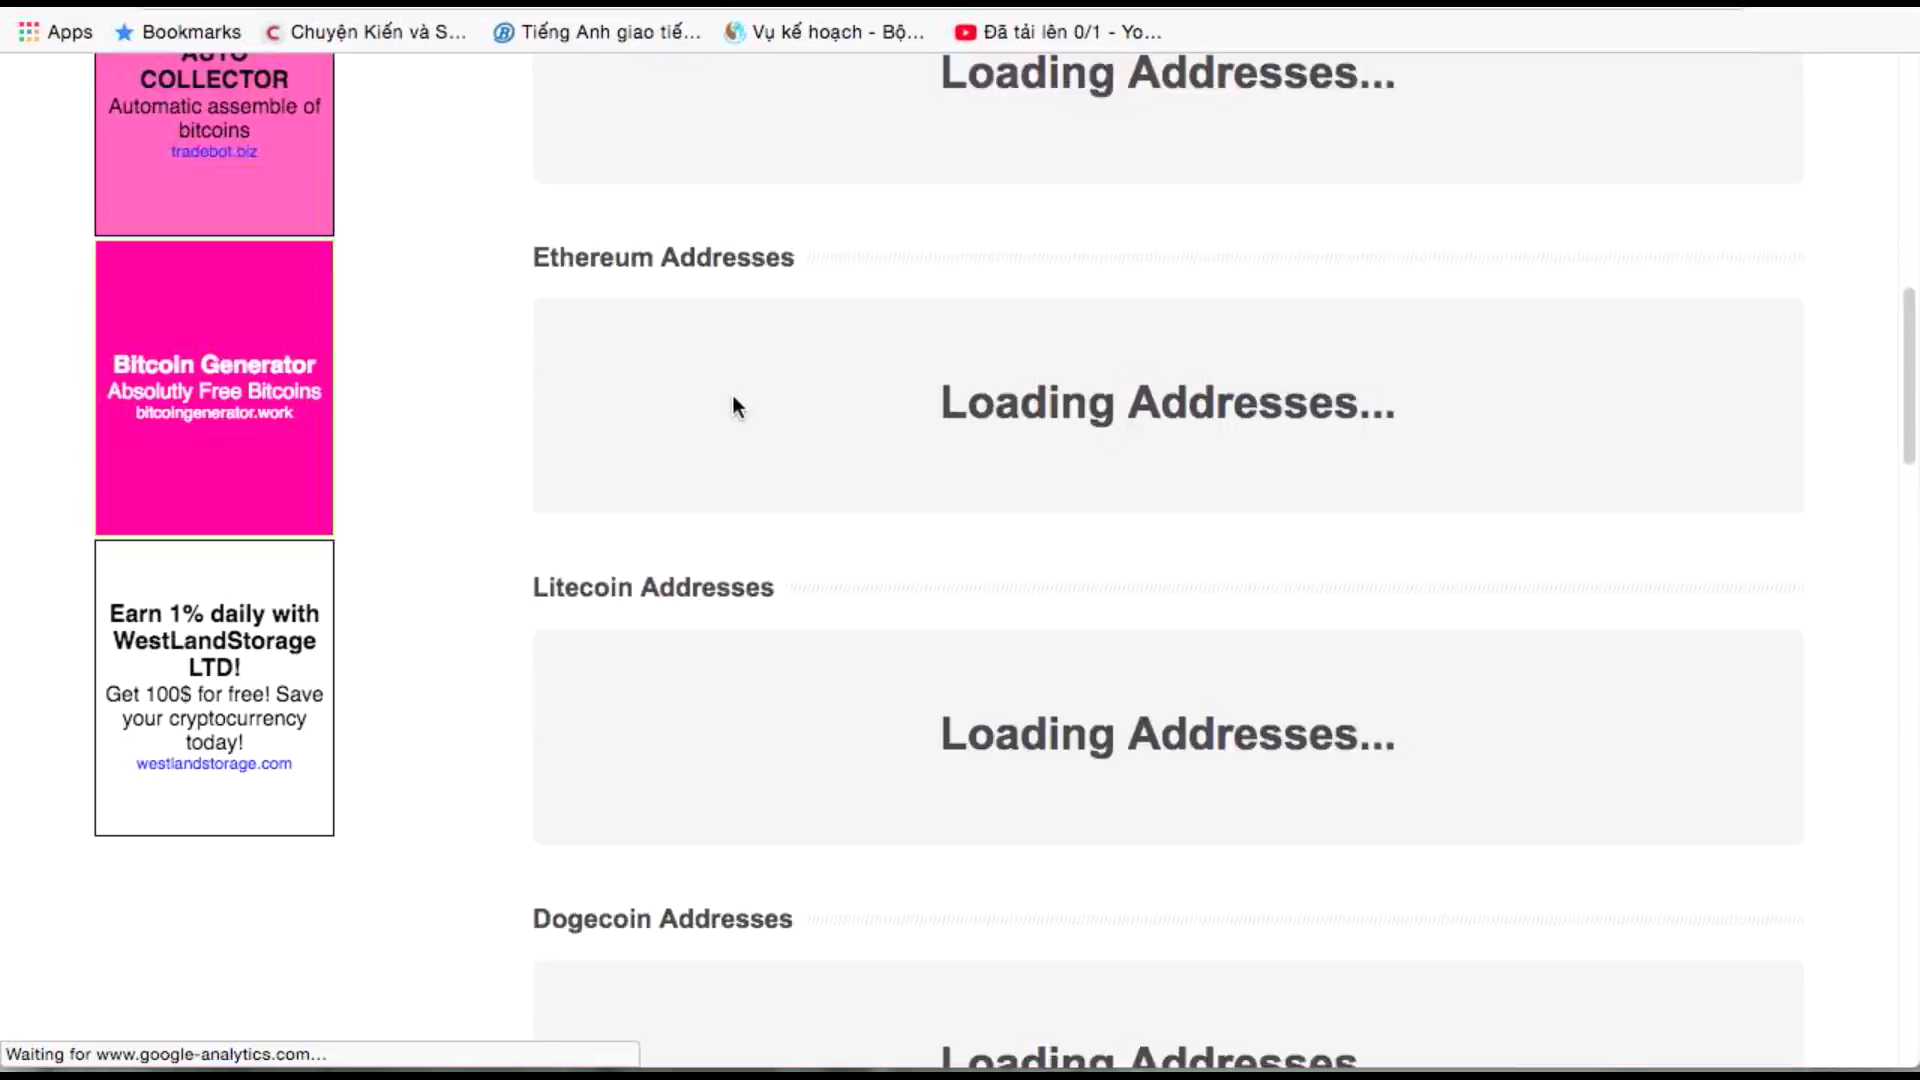 Apps
Bookmarks
Chuyện Kiến và S...
Tiếng Anh giao tiế...
Vụ kế hoạch - Bộ...
Đã tải lên 0/1 - Yo...
AUTO
COLLECTOR
Automatic assemble of
bitcoins
tradebot.biz
Bitcoin Generator
Absolutly Free Bitcoins
bitcoingenerator.work
Earn 1% daily with
WestLandStorage
LTD!
Get 100$ for free! Save
your cryptocurrency
today!
westlandstorage.com
Loading Addresses...
Ethereum Addresses
Loading Addresses...
Litecoin Addresses
Loading Addresses...
Dogecoin Addresses
Loading Addresses...
Waiting for www.google-analytics.com...